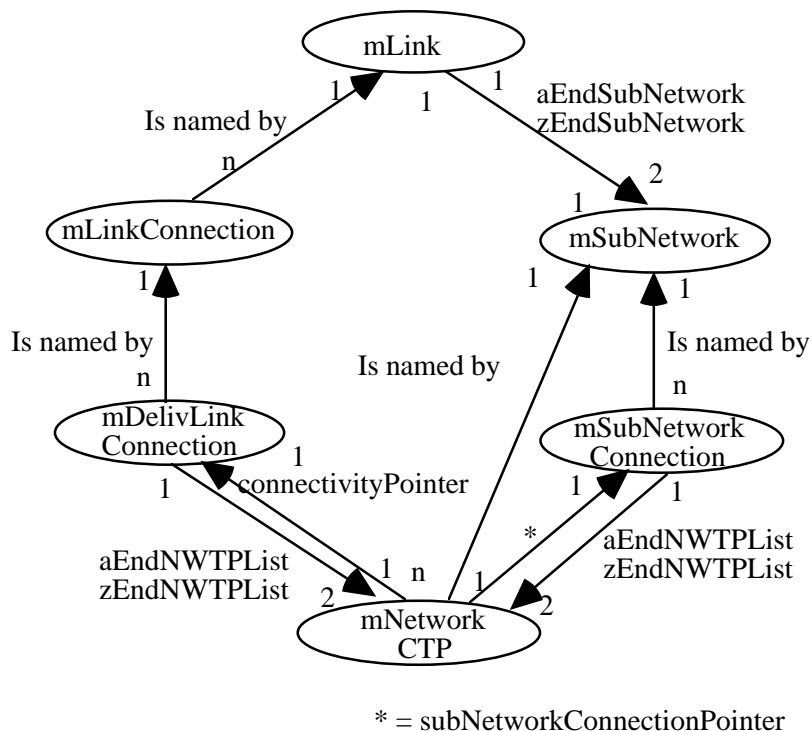 mLink
1
1
1
aEndSubNetwork
zEndSubNetwork
Is named by
n
2
1
mLinkConnection
mSubNetwork
1
1
1
Is named by
Is named by
Is named by
n
n
mDelivLink
Connection
mSubNetwork
Connection
1
1
connectivityPointer
1
1
*
aEndNWTPList
zEndNWTPList
aEndNWTPList
zEndNWTPList
1
n
1
2
2
mNetwork
CTP
* = subNetworkConnectionPointer